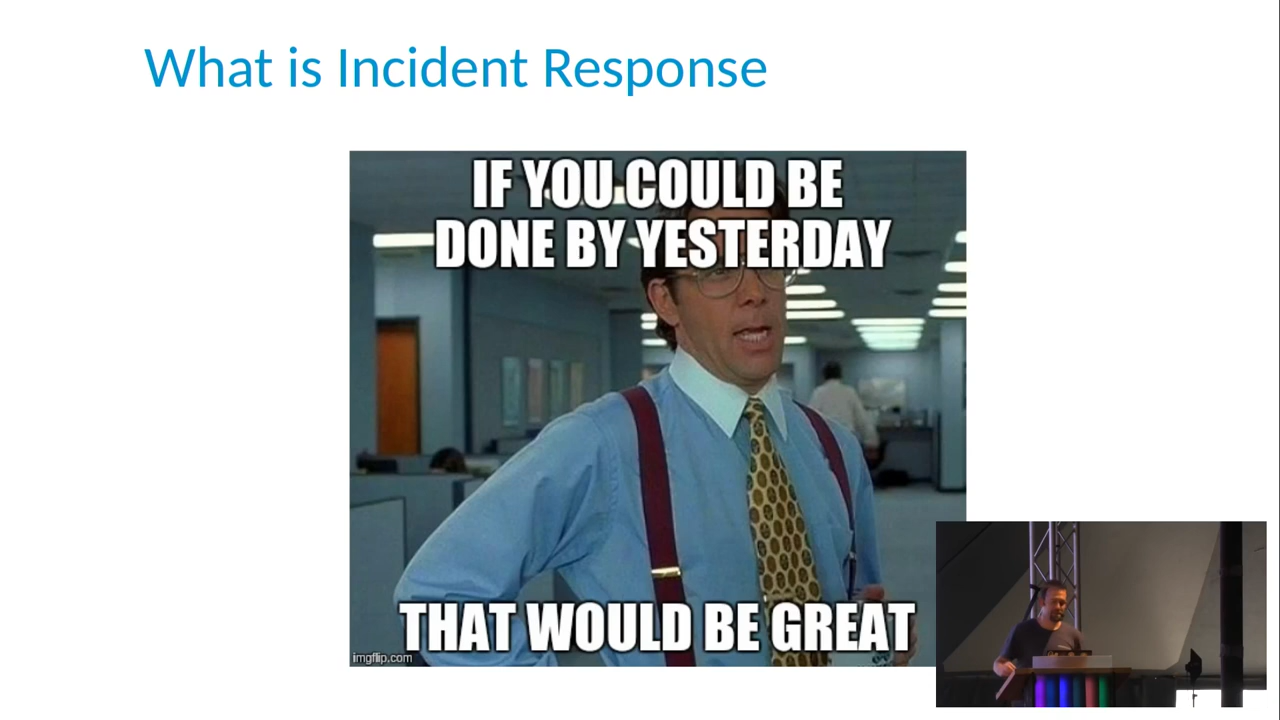 What is Incident Response
IF YOU COULD BE
DONE BY YESTERDAY
THAT WOULD BE GREAT
imgflip.com